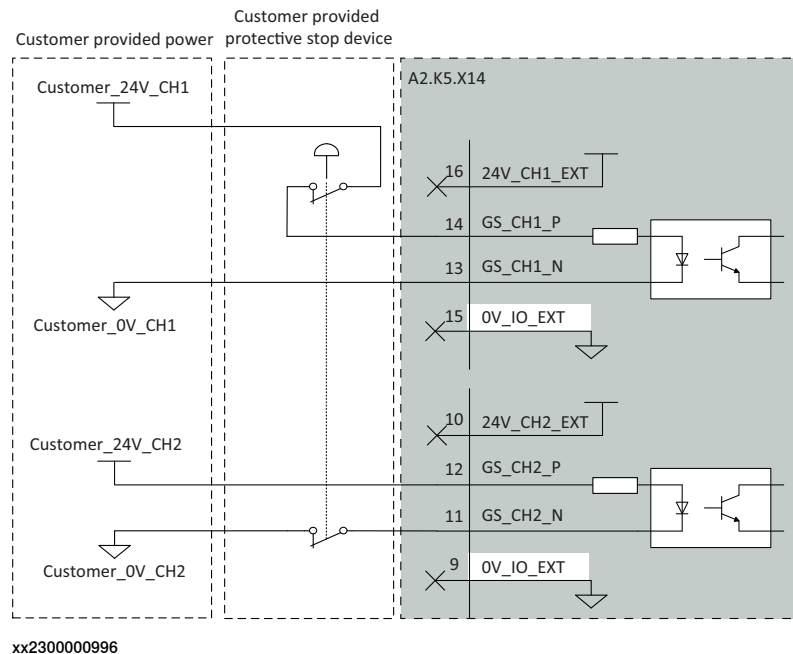 Customer provided power
Customer provided
protective stop device
A2.K5.X14
Customer_24V_CH1
16 24V_CH1_EXT
14 GS_CH1_P
13 GS_CH1_N
Customer_0V_CH1
15 0V_IO_EXT
10 24V_CH2_EXT
Customer_24V_CH2
12 GS_CH2_P
11 GS_CH2_N
Customer_0V_CH2
9 0V_IO_EXT
xx2300000996